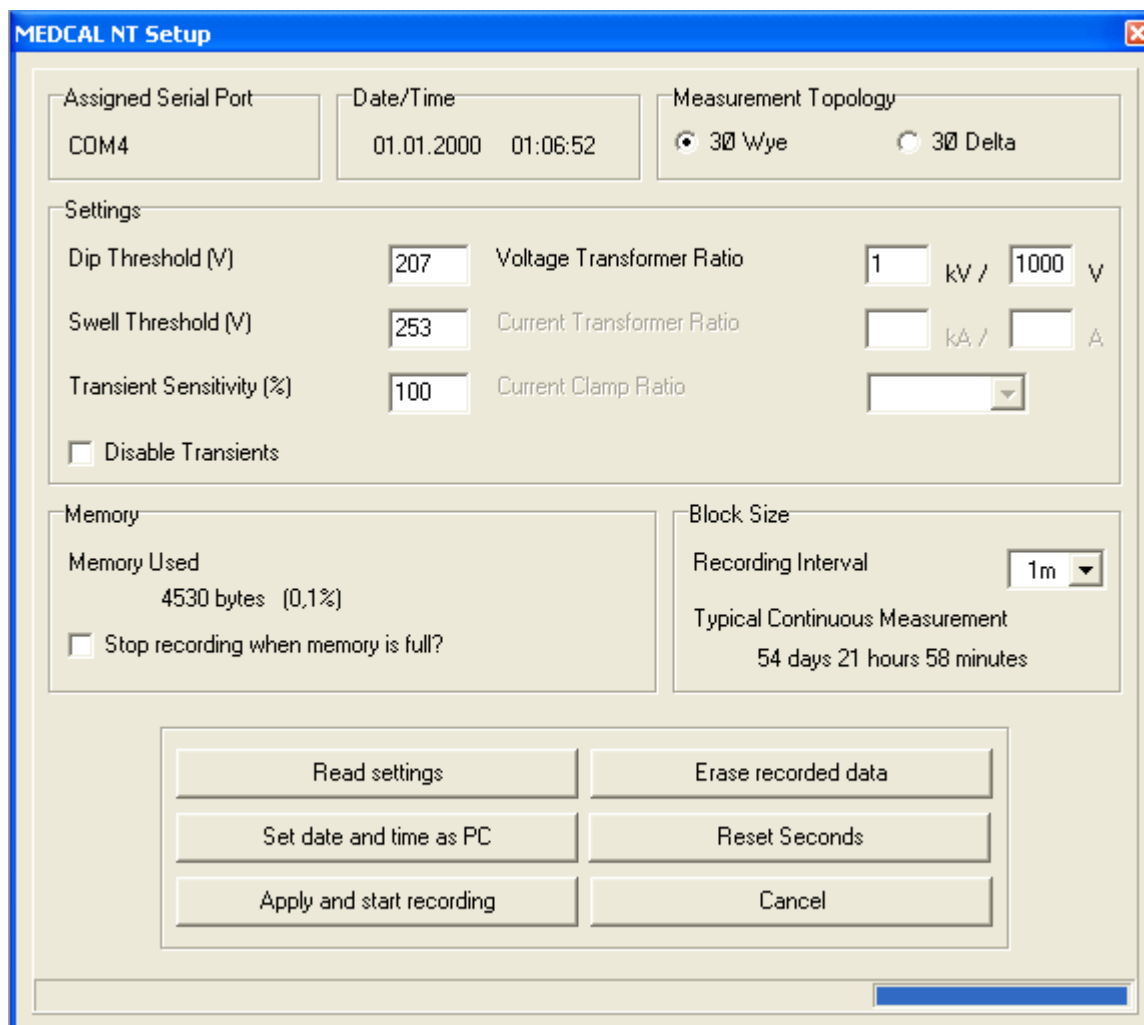 MEDCAL NT Setup
Assigned Serial Port
COM4
Date/Time
01.01.2000 01:06:52
Measurement Topology
3Ø Wye 3Ø Delta
Settings
Dip Threshold (V) 207 Voltage Transformer Ratio 1 kV / 1000 V
Swell Threshold (V) 253 Current Transformer Ratio kA / A
Transient Sensitivity (%) 100 Current Clamp Ratio
Disable Transients
Memory
Memory Used
4530 bytes (0,1%)
Stop recording when memory is full?
Block Size
Recording Interval 1m
Typical Continuous Measurement
54 days 21 hours 58 minutes
Read settings Erase recorded data
Set date and time as PC Reset Seconds
Apply and start recording Cancel